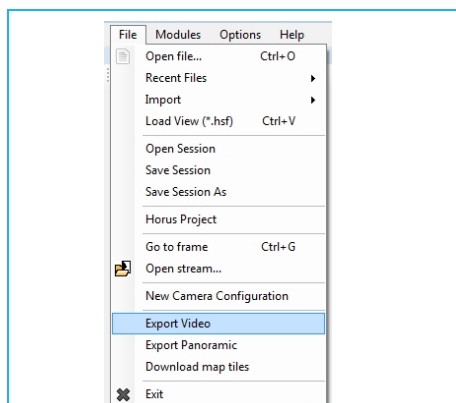 File Modules Options Help
Open file... Ctrl+O
Recent Files
Import
Load View (*.hsf) Ctrl+V
Open Session
Save Session
Save Session As
Horus Project
Go to frame Ctrl+G
Open stream...
New Camera Configuration
Export Video
Export Panoramic
Download map tiles
Exit